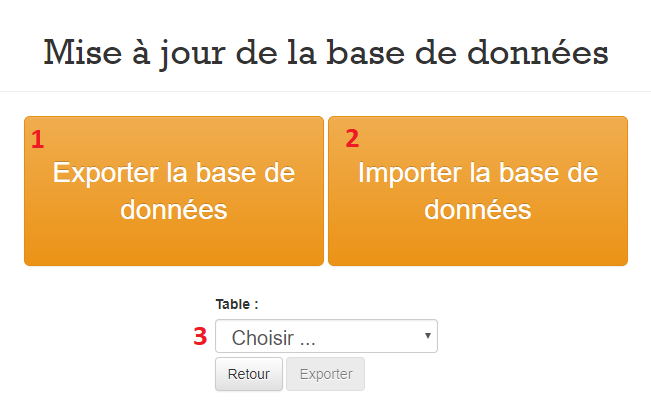 Mise à jour de la base de données
1
Exporter la base de
données
2
Importer la base de
données
Table :
3
Choisir ...
Retour
Exporter